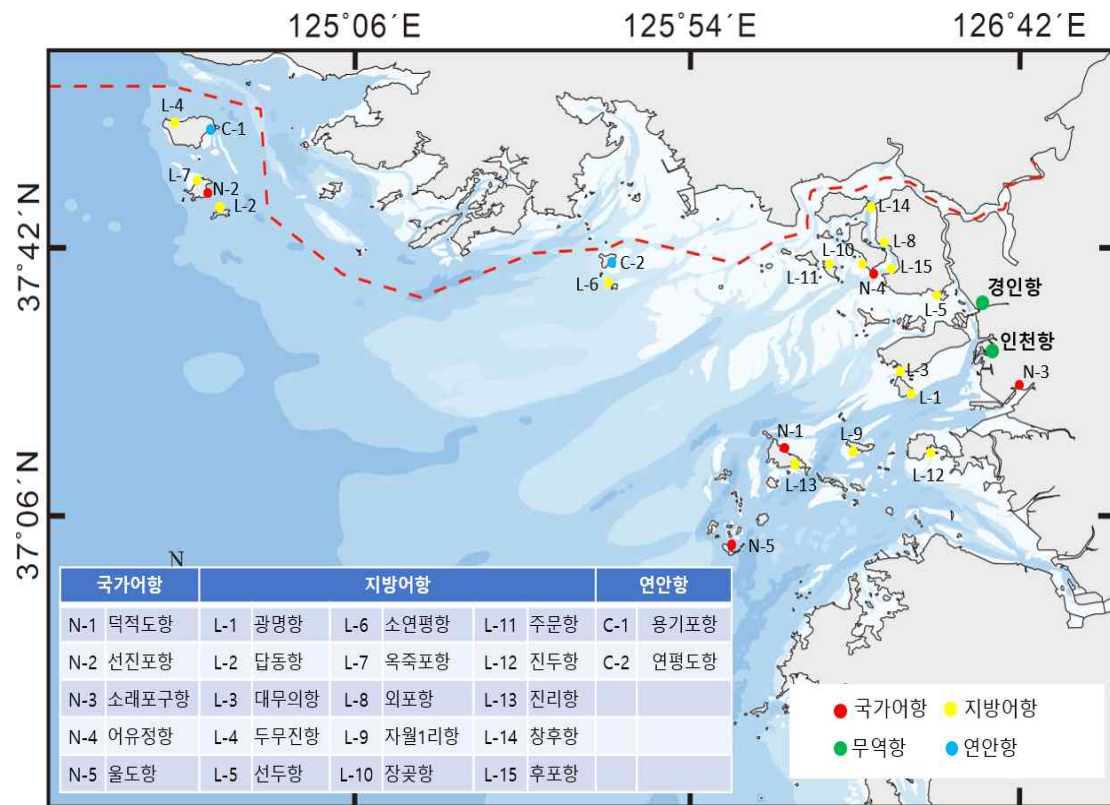 125°06´E 125°54´E 126°42´E
L-4
C-1
L-7
N-2
L-2
37°42´N
L-14
L-8
L-10
L-15
L-11
N-4
C-2
L-6
L-5
경인항
인천항
L-3
N-3
L-1
N-1
L-9
L-13
L-12
37°06´N
N-5
N
국가어항 지방어항 연안항
N-1 덕적도항 L-1 광명항 L-6 소연평항 L-11 주문항 C-1 용기포항
N-2 선진포항 L-2 답동항 L-7 옥죽포항 L-12 진두항 C-2 연평도항
N-3 소래포구항 L-3 대무의항 L-8 외포항 L-13 진리항
N-4 어유정항 L-4 두무진항 L-9 자월1리항 L-14 창후항
N-5 울도항 L-5 선두항 L-10 장곶항 L-15 후포항
국가어항 지방어항
무역항 연안항